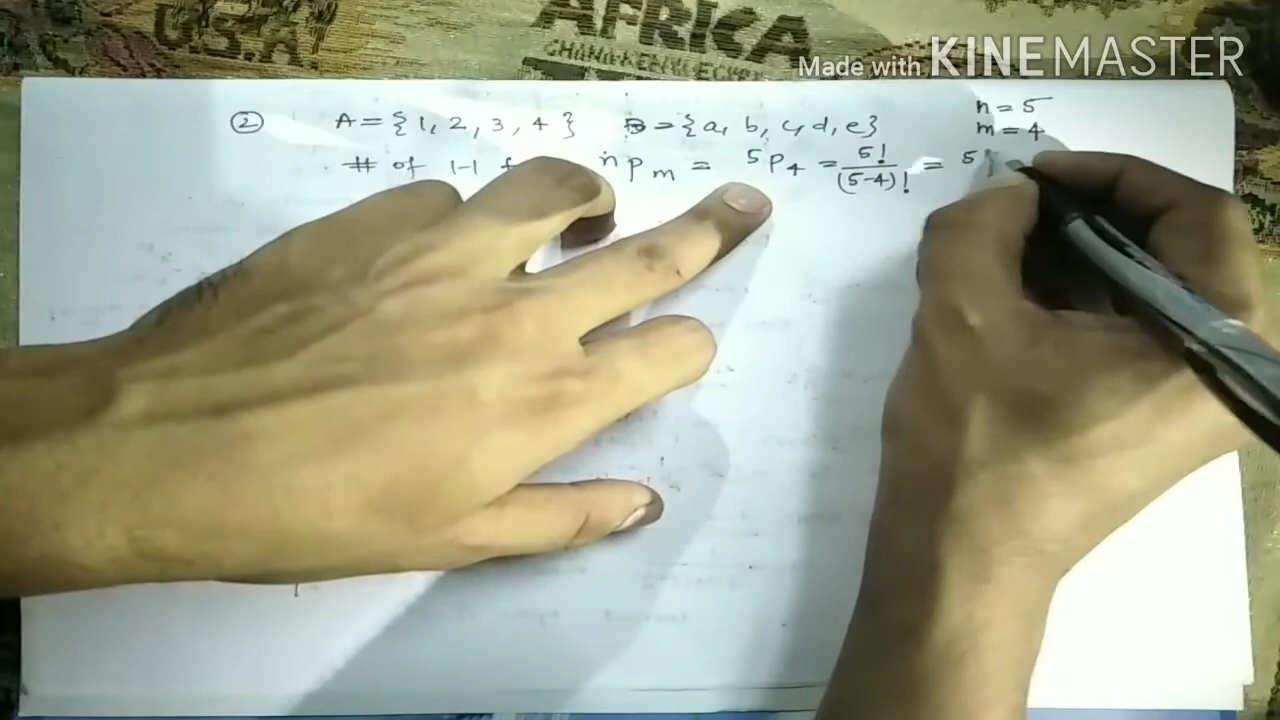 U.S.A
AFRICA
Made with KINEMASTER
n = 5
② A = {1, 2, 3, 4} B = {a, b, c, d, e} m = 4
# of 1-1 nPm = 5P4 = 5!/(5-4)! = 5!